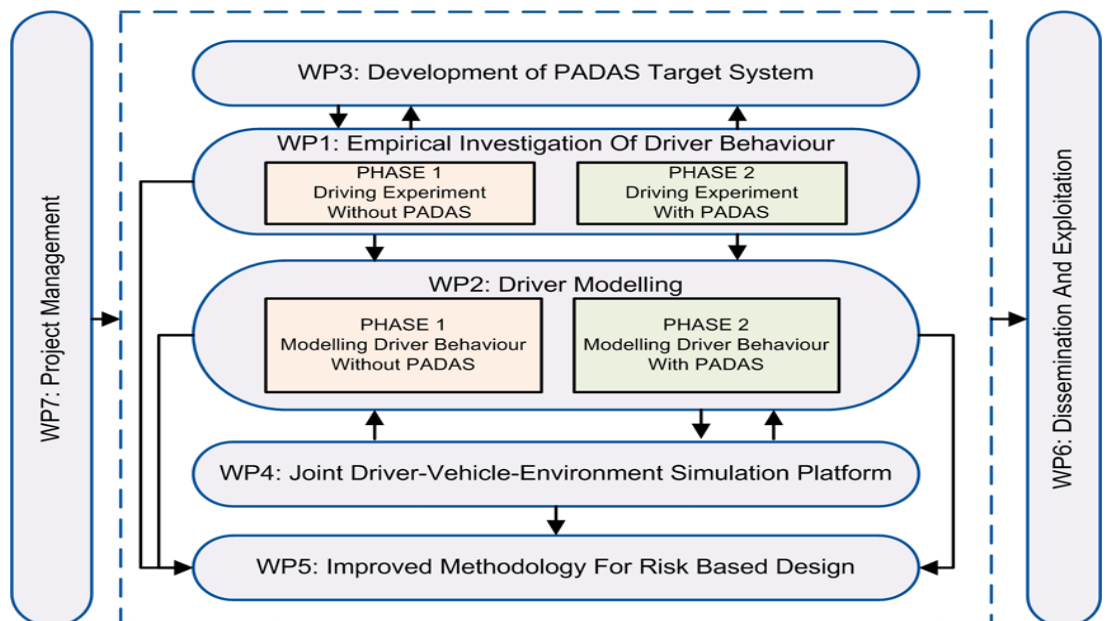 WP7: Project Management
WP3: Development of PADAS Target System
WP1: Empirical Investigation Of Driver Behaviour
PHASE 1
Driving Experiment
Without PADAS
PHASE 2
Driving Experiment
With PADAS
WP2: Driver Modelling
PHASE 1
Modelling Driver Behaviour
Without PADAS
PHASE 2
Modelling Driver Behaviour
With PADAS
WP4: Joint Driver-Vehicle-Environment Simulation Platform
WP5: Improved Methodology For Risk Based Design
WP6: Dissemination And Exploitation